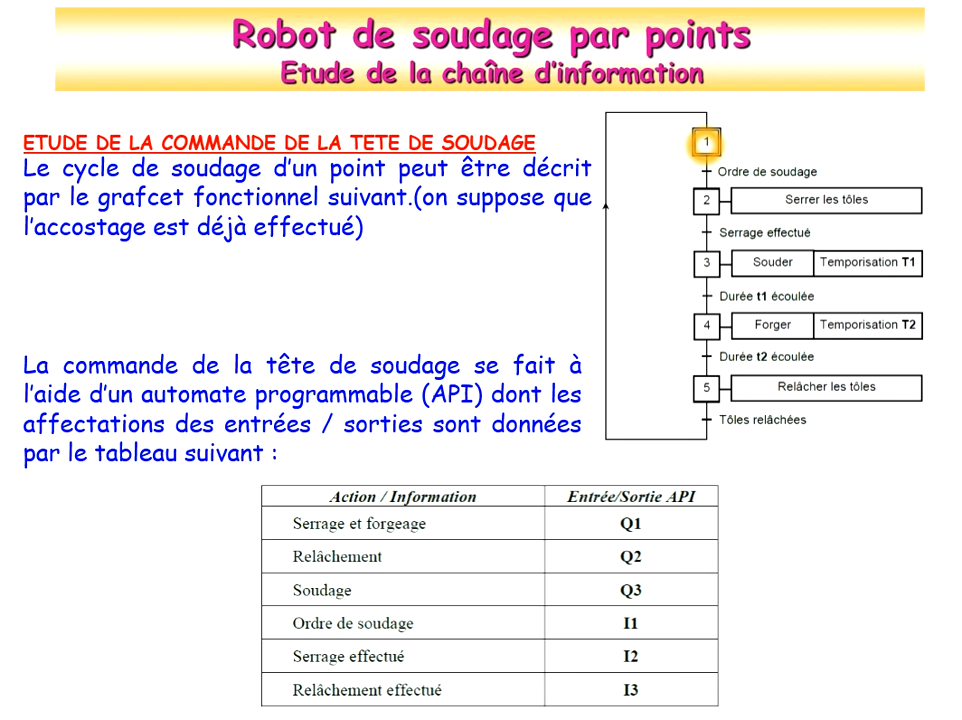 Robot de soudage par points
Etude de la chaîne d'information
ETUDE DE LA COMMANDE DE LA TETE DE SOUDAGE
Le cycle de soudage d'un point peut être décrit
par le grafcet fonctionnel suivant.(on suppose que
l'accostage est déjà effectué)
1
Ordre de soudage
2 Serrer les tôles
Serrage effectué
3 Souder Temporisation T1
Durée t1 écoulée
4 Forger Temporisation T2
Durée t2 écoulée
5 Relâcher les tôles
Tôles relâchées
La commande de la tête de soudage se fait à
l'aide d'un automate programmable (API) dont les
affectations des entrées / sorties sont données
par le tableau suivant :
Action / Information Entrée/Sortie API
Serrage et forgeage Q1
Relâchement Q2
Soudage Q3
Ordre de soudage I1
Serrage effectué I2
Relâchement effectué I3